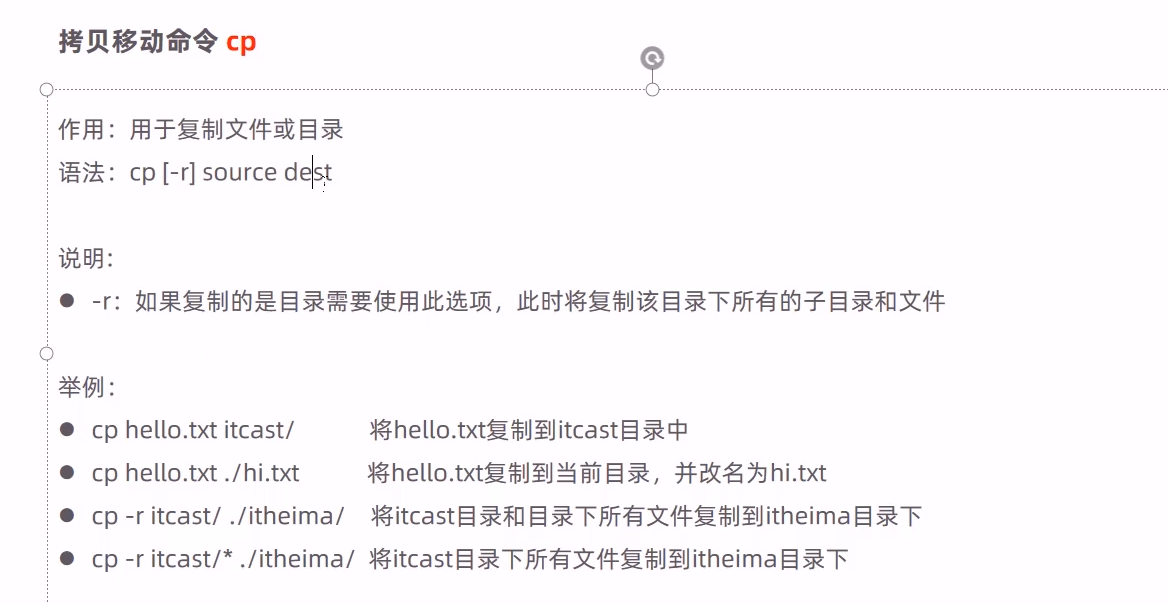 拷贝移动命令 cp
作用：用于复制文件或目录
语法：cp [-r] source dest
说明：
● -r：如果复制的是目录需要使用此选项，此时将复制该目录下所有的子目录和文件
举例：
● cp hello.txt itcast/ 将hello.txt复制到itcast目录中
● cp hello.txt ./hi.txt 将hello.txt复制到当前目录，并改名为hi.txt
● cp -r itcast/ ./itheima/ 将itcast目录和目录下所有文件复制到itheima目录下
● cp -r itcast/* ./itheima/ 将itcast目录下所有文件复制到itheima目录下